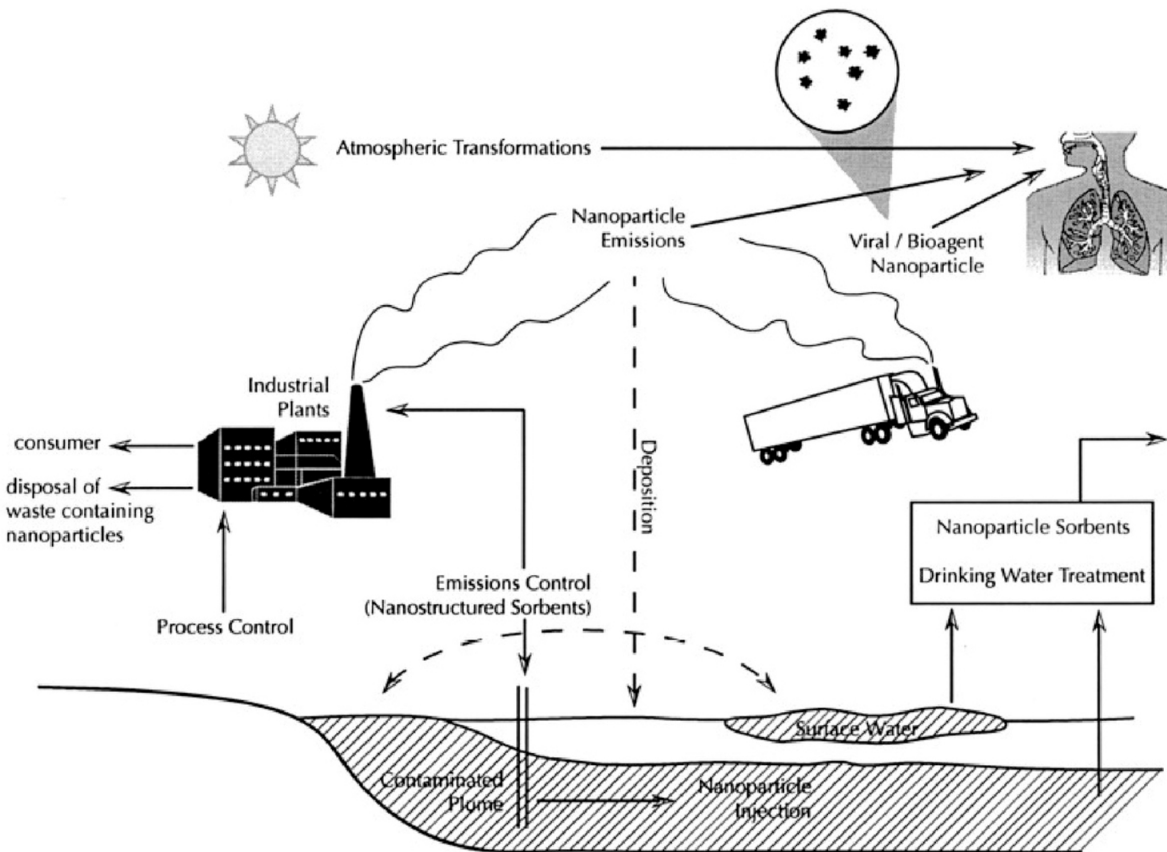 Atmospheric Transformations
Nanoparticle
Emissions
Viral / Bioagent
Nanoparticle
Industrial
Plants
consumer
disposal of
waste containing
nanoparticles
Deposition
Nanoparticle Sorbents
Drinking Water Treatment
Emissions Control
(Nanostructured Sorbents)
Process Control
Surface Water
Contaminated
Plome
Nanoparticle
Injection